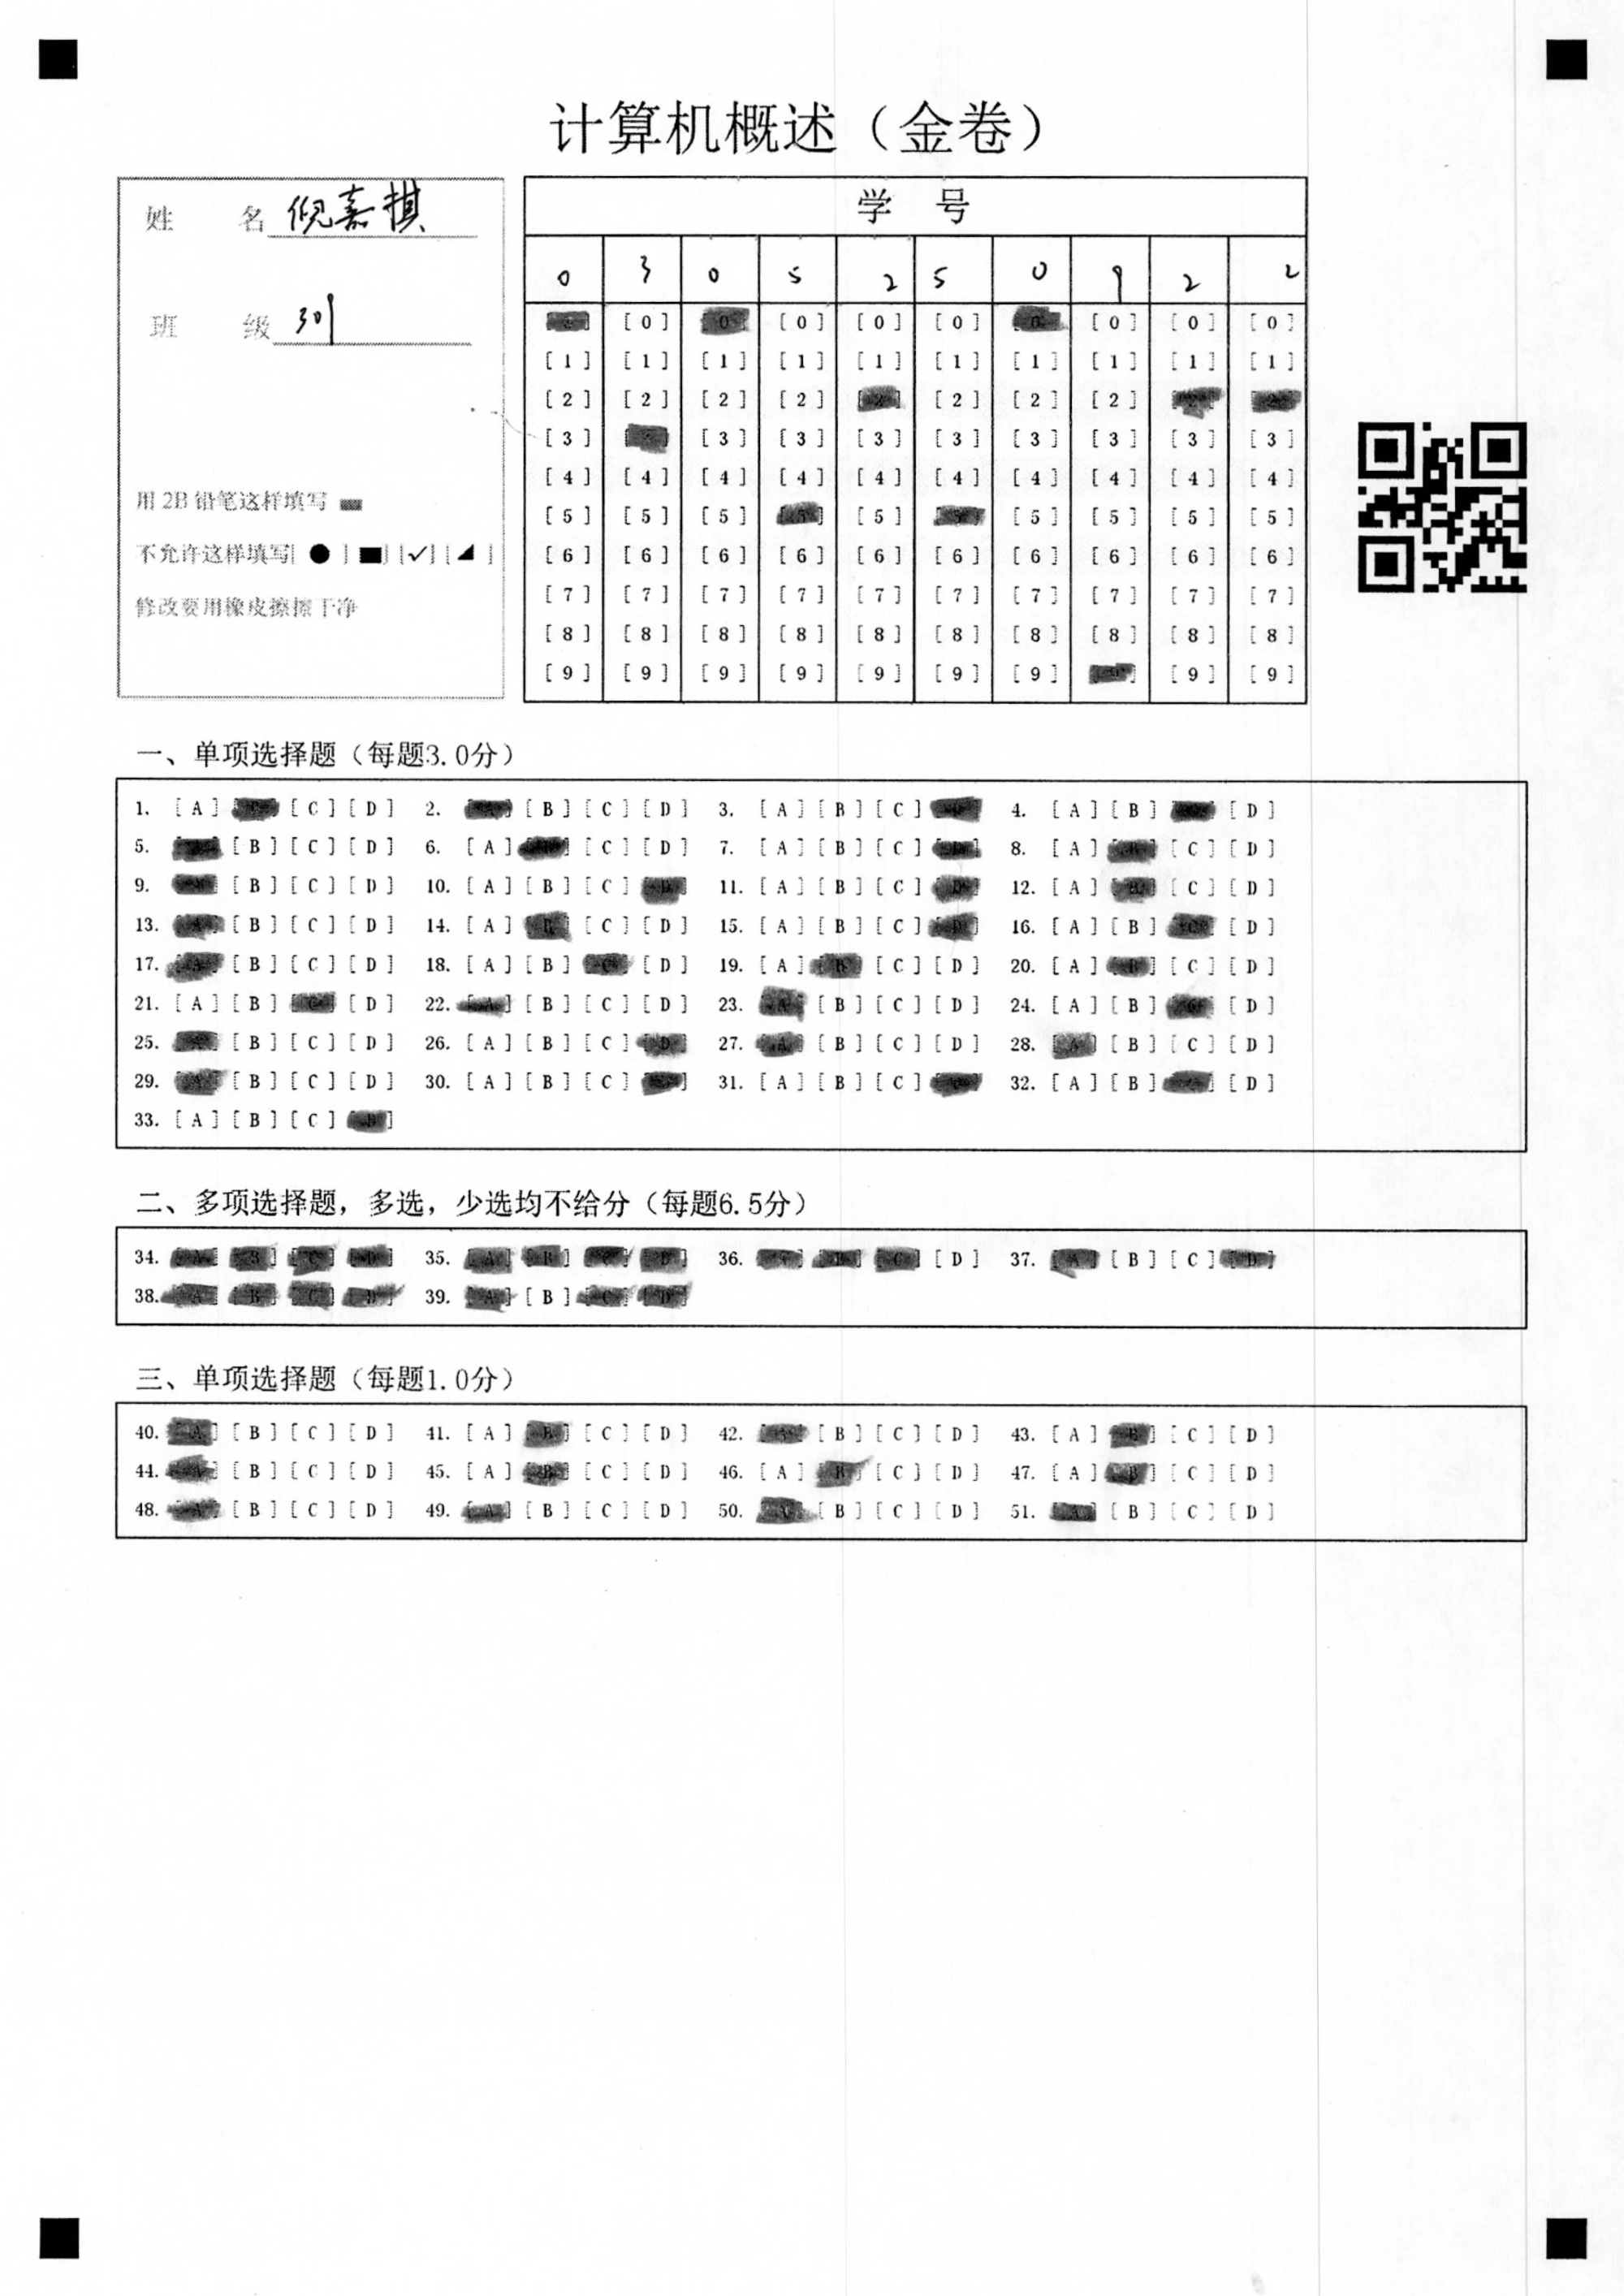 计算机概述（金卷）
姓 名 倪嘉棋
班 级 301
用 2B 铅笔这样填写
不允许这样填写[ ● ] [■] [✓] [◢ ]
修改要用橡皮擦擦干净
学 号
0 3 0 5 2 5 0 9 2 2
[0] [0] [0] [0] [0] [0] [0]
[1] [1] [1] [1] [1] [1] [1] [1] [1] [1]
[2] [2] [2] [2] [2] [2] [2] [2] [2] [2]
[3] [3] [3] [3] [3] [3] [3] [3] [3]
[4] [4] [4] [4] [4] [4] [4] [4] [4] [4]
[5] [5] [5] [5] [5] [5] [5] [5] [5] [5]
[6] [6] [6] [6] [6] [6] [6] [6] [6] [6]
[7] [7] [7] [7] [7] [7] [7] [7] [7] [7]
[8] [8] [8] [8] [8] [8] [8] [8] [8] [8]
[9] [9] [9] [9] [9] [9] [9] [9] [9] [9]
一、单项选择题（每题3.0分）
1. [A] [C] [D] 2. [B] [C] [D] 3. [A] [B] [C] 4. [A] [B] [D]
5. [B] [C] [D] 6. [A] [C] [D] 7. [A] [B] [C] 8. [A] [B] [C] [D]
9. [B] [C] [D] 10. [A] [B] [C] 11. [A] [B] [C] [D] 12. [A] [B] [C] [D]
13. [A] [B] [C] [D] 14. [A] [B] [C] [D] 15. [A] [B] [C] [D] 16. [A] [B] [C] [D]
17. [A] [B] [C] [D] 18. [A] [B] [C] [D] 19. [A] [B] [C] [D] 20. [A] [B] [C] [D]
21. [A] [B] [C] [D] 22. [A] [B] [C] [D] 23. [A] [B] [C] [D] 24. [A] [B] [C] [D]
25. [A] [B] [C] [D] 26. [A] [B] [C] [D] 27. [A] [B] [C] [D] 28. [A] [B] [C] [D]
29. [A] [B] [C] [D] 30. [A] [B] [C] 31. [A] [B] [C] 32. [A] [B] [D]
33. [A] [B] [C] [D]
二、多项选择题，多选，少选均不给分（每题6.5分）
34. [A] [B] [C] [D] 35. [A] [B] [C] [D] 36. [B] [C] [D] 37. [A] [B] [C] [D]
38. [A] [B] [C] [D] 39. [A] [B] [C] [D]
三、单项选择题（每题1.0分）
40. [A] [B] [C] [D] 41. [A] [B] [C] [D] 42. [A] [B] [C] [D] 43. [A] [B] [C] [D]
44. [A] [B] [C] [D] 45. [A] [B] [C] [D] 46. [A] [B] [C] [D] 47. [A] [B] [C] [D]
48. [A] [B] [C] [D] 49. [A] [B] [C] [D] 50. [A] [B] [C] [D] 51. [A] [B] [C] [D]